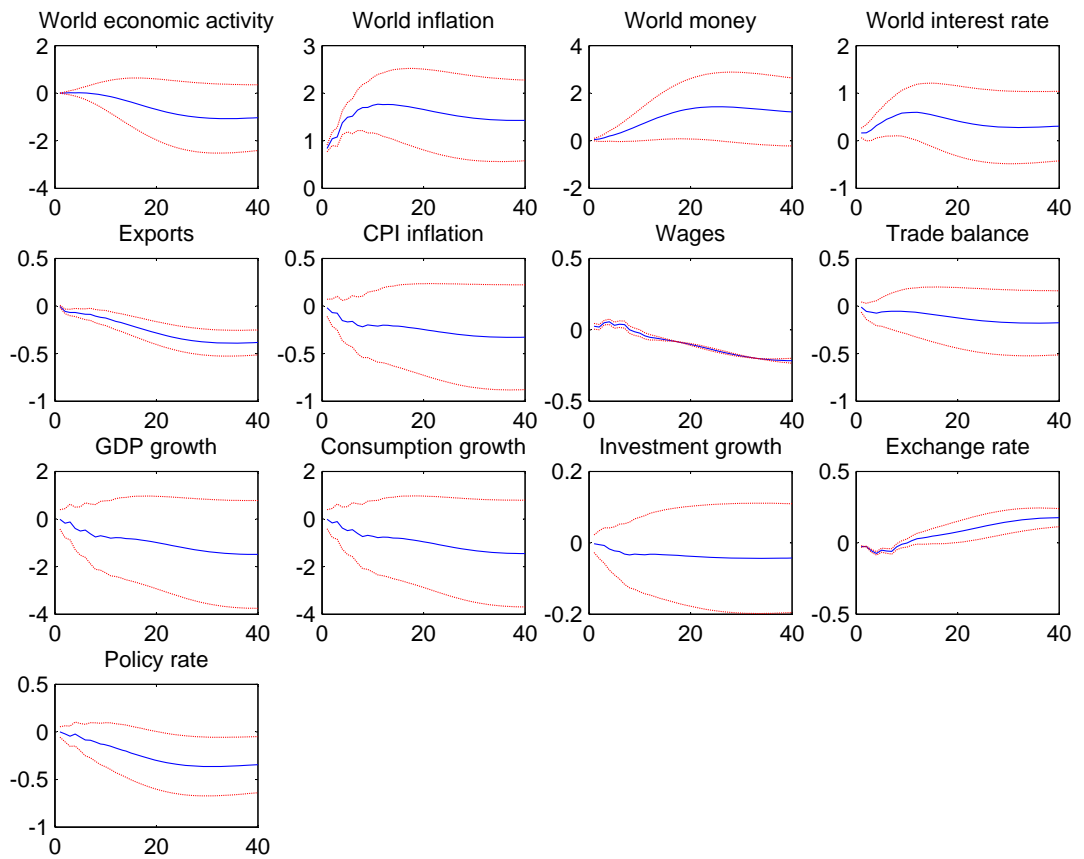 World economic activity World inflation World money World interest rate
2 3 4 2
0 2 2 1
-2 1 0 0
-4 0 -2 -1
0 20 40 0 20 40 0 20 40 0 20 40
Exports CPI inflation Wages Trade balance
0.5 0.5 0.5 0.5
0 0 0 0
-0.5 -0.5 -0.5 -0.5
-1 -1 -1
0 20 40 0 20 40 0 20 40 0 20 40
GDP growth Consumption growth Investment growth Exchange rate
2 2 0.2 0.5
0 0 0 0
-2 -2 -0.2 -0.5
-4 -4
0 20 40 0 20 40 0 20 40 0 20 40
Policy rate
0.5
0
-0.5
-1
0 20 40